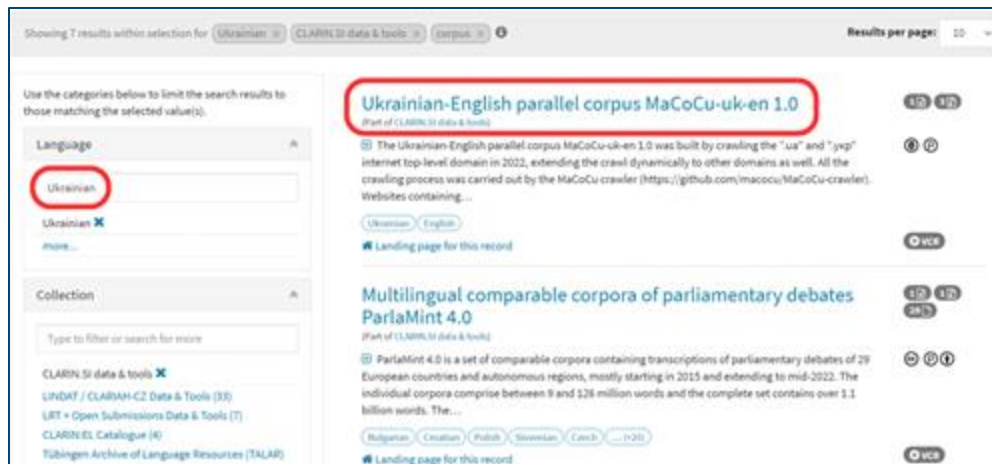 Showing 7 results within selection for Ukrainian × CLARIN.SI data & tools × corpus ×
Results per page: 10
Use the categories below to limit the search results to
those matching the selected value(s).
Language
Ukrainian
Ukrainian ✖
more...
Collection
Type to filter or search for more
CLARIN.SI data & tools ✖
LINDAT / CLARIAH-CZ Data & Tools (33)
LRT + Open Submissions Data & Tools (7)
CLARIN:EL Catalogue (4)
Tübingen Archive of Language Resources (TALAR)
Ukrainian-English parallel corpus MaCoCu-uk-en 1.0
(Part of CLARIN.SI data & tools)
The Ukrainian-English parallel corpus MaCoCu-uk-en 1.0 was built by crawling the ".ua" and
internet top-level domain in 2022, extending the crawl dynamically to other domains as well. All the
crawling process was carried out by the MaCoCu crawler (https://github.com/macocu/MaCoCu-crawler).
Websites containing...
Ukrainian English
Landing page for this record
VCR
Multilingual comparable corpora of parliamentary debates
ParlaMint 4.0
(Part of CLARIN.SI data & tools)
ParlaMint 4.0 is a set of comparable corpora containing transcriptions of parliamentary debates of 29
European countries and autonomous regions, mostly starting in 2015 and extending to mid-2022. The
individual corpora comprise between 9 and 126 million words and the complete set contains over 1.1
billion words. The...
Bulgarian Croatian Polish Slovenian Czech ... (+20)
Landing page for this record
VCR